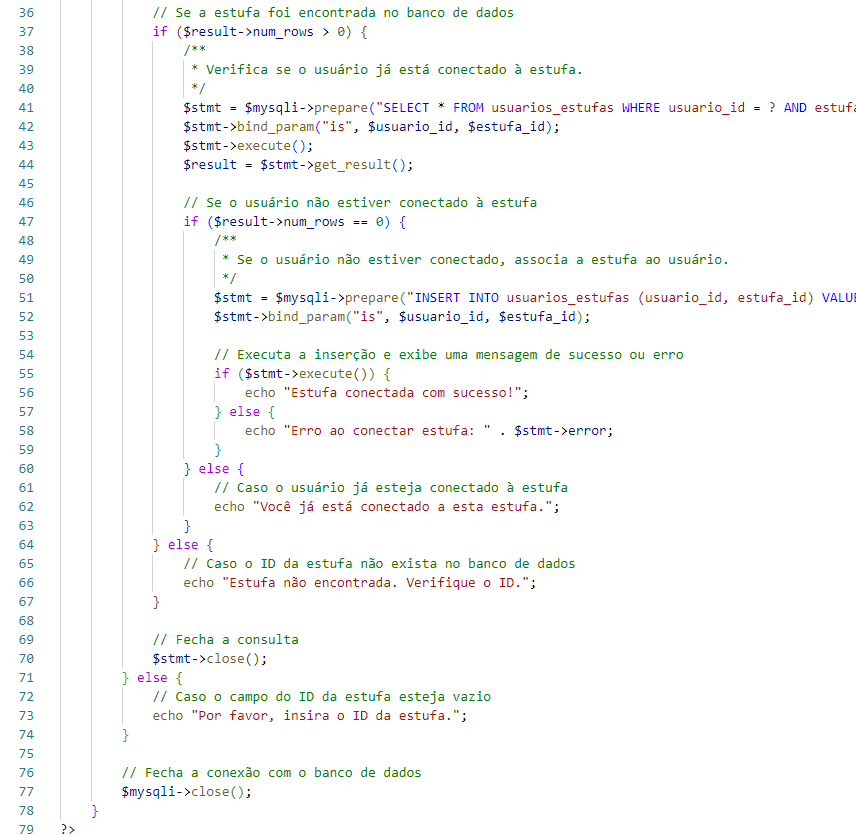 36 // Se a estufa foi encontrada no banco de dados
37 if ($result->num_rows > 0) {
38 /**
39 * Verifica se o usuário já está conectado à estufa.
40 */
41 $stmt = $mysqli->prepare("SELECT * FROM usuarios_estufas WHERE usuario_id = ? AND estufa
42 $stmt->bind_param("is", $usuario_id, $estufa_id);
43 $stmt->execute();
44 $result = $stmt->get_result();
45
46 // Se o usuário não estiver conectado à estufa
47 if ($result->num_rows == 0) {
48 /**
49 * Se o usuário não estiver conectado, associa a estufa ao usuário.
50 */
51 $stmt = $mysqli->prepare("INSERT INTO usuarios_estufas (usuario_id, estufa_id) VALUE
52 $stmt->bind_param("is", $usuario_id, $estufa_id);
53
54 // Executa a inserção e exibe uma mensagem de sucesso ou erro
55 if ($stmt->execute()) {
56 echo "Estufa conectada com sucesso!";
57 } else {
58 echo "Erro ao conectar estufa: " . $stmt->error;
59 }
60 } else {
61 // Caso o usuário já esteja conectado à estufa
62 echo "Você já está conectado a esta estufa.";
63 }
64 } else {
65 // Caso o ID da estufa não exista no banco de dados
66 echo "Estufa não encontrada. Verifique o ID.";
67 }
68
69 // Fecha a consulta
70 $stmt->close();
71 } else {
72 // Caso o campo do ID da estufa esteja vazio
73 echo "Por favor, insira o ID da estufa.";
74 }
75
76 // Fecha a conexão com o banco de dados
77 $mysqli->close();
78 }
79 ?>